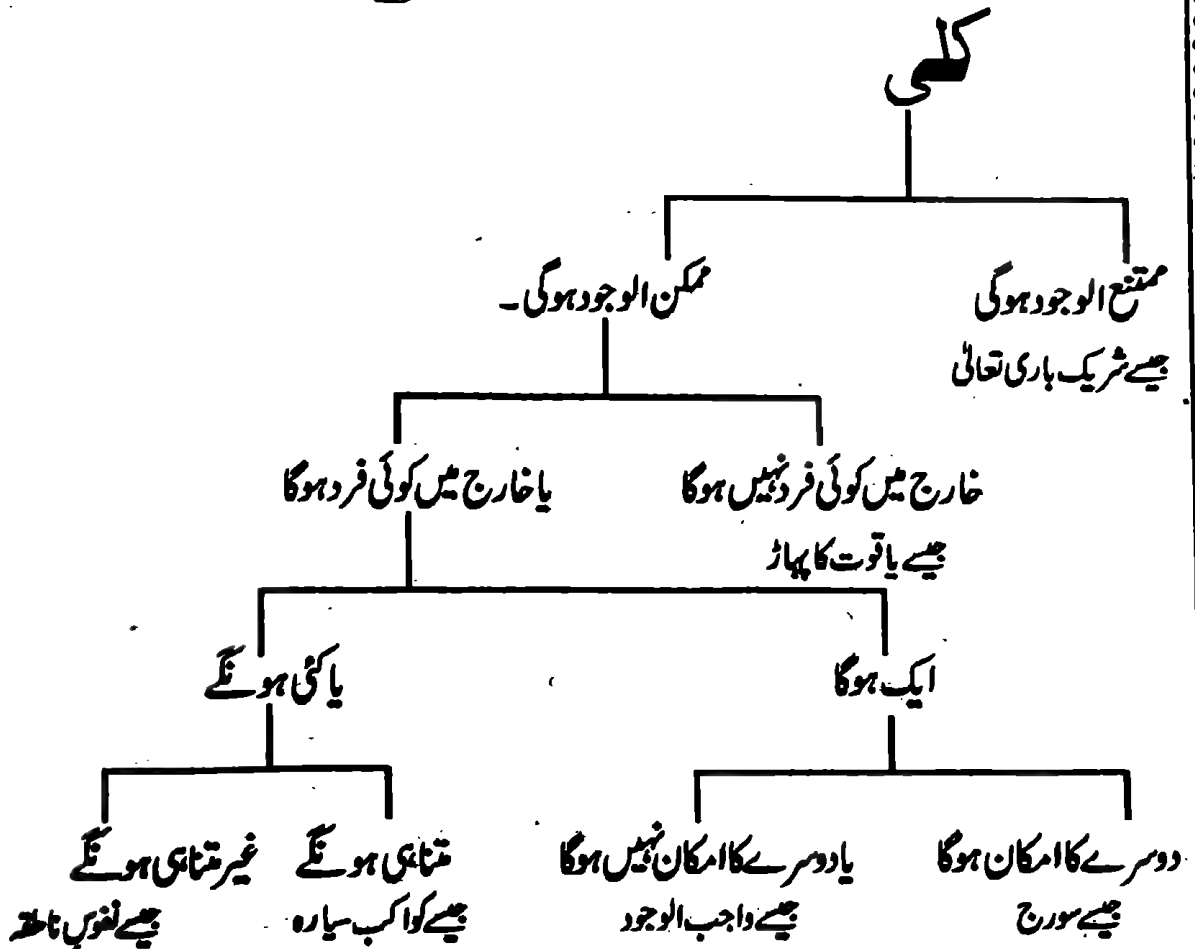 کلی
ممتنع الوجود ہوگی
جیسے شریک باری تعالیٰ
ممکن الوجود ہوگی ۔
خارج میں کوئی فرد نہیں ہوگا
جیسے یاقوت کا پہاڑ
یا خارج میں کوئی فرد ہوگا
ایک ہوگا
یا کئی ہونگے
دوسرے کا امکان ہوگا
جیسے سورج
یا دوسرے کا امکان نہیں ہوگا
جیسے واجب الوجود
متناہی ہونگے
جیسے کواکب سیارہ
غیر متناہی ہونگے
جیسے نفوس ناطقہ